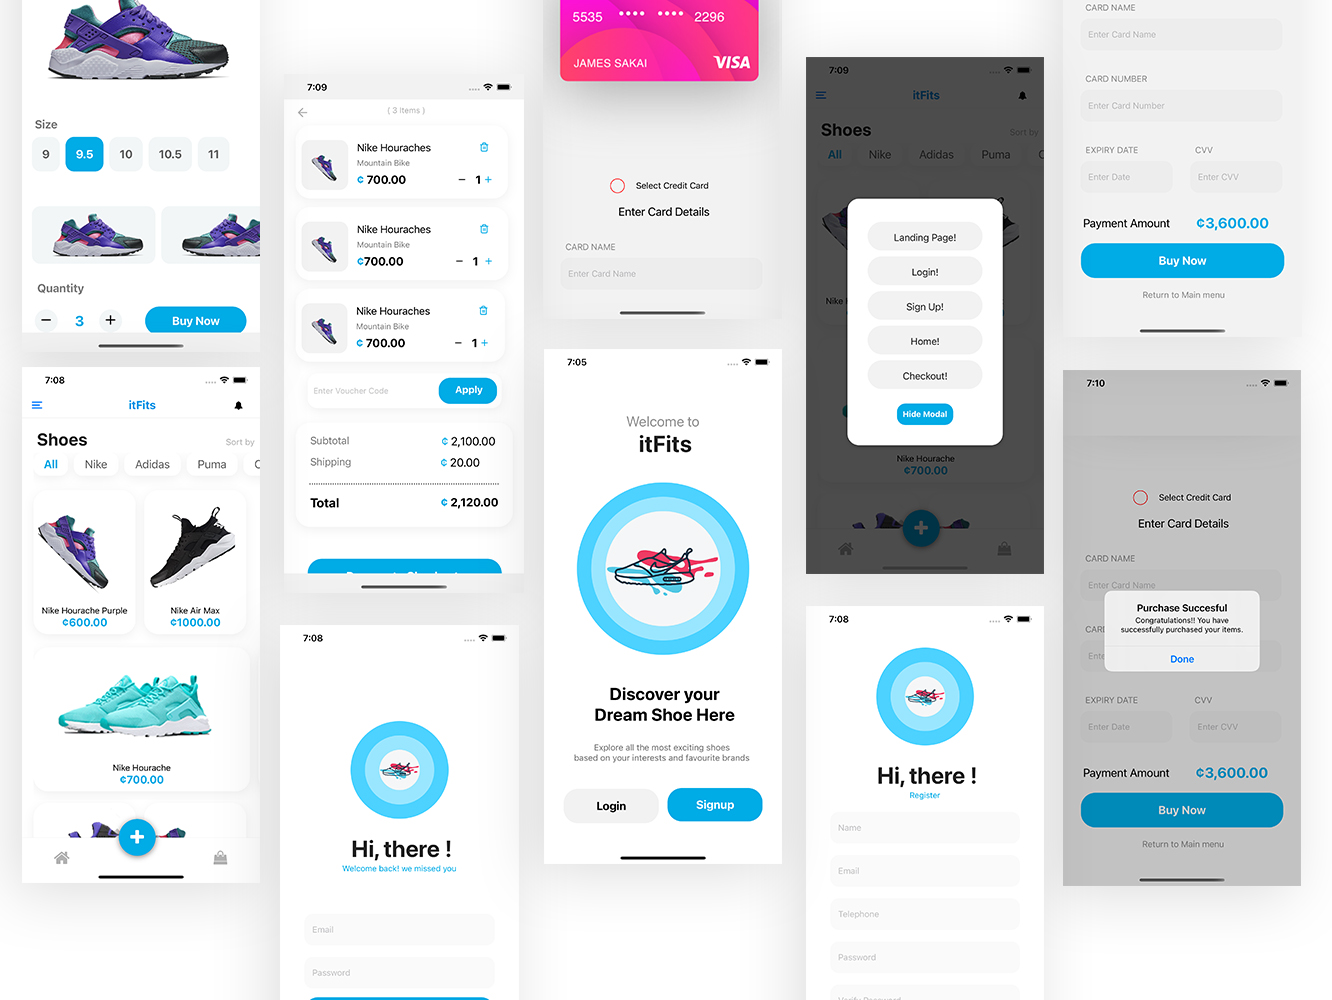 Size
9 9.5 10 10.5 11
Quantity
− 3 + Buy Now
7:08
itFits
Shoes
Sort by
All Nike Adidas Puma
Nike Hourache Purple
¢600.00
Nike Air Max
¢1000.00
Nike Hourache
¢700.00
7:09
( 3 items )
Nike Houraches
Mountain Bike
¢ 700.00 − 1 +
Nike Houraches
Mountain Bike
¢700.00 − 1 +
Nike Houraches
Mountain Bike
¢ 700.00 − 1 +
Enter Voucher Code Apply
Subtotal ¢ 2,100.00
Shipping ¢ 20.00
Total ¢ 2,120.00
7:08
Hi, there !
Welcome back! we missed you
Email
Password
5535 •••• •••• 2296
JAMES SAKAI VISA
Select Credit Card
Enter Card Details
CARD NAME
Enter Card Name
7:05
Welcome to
itFits
Discover your
Dream Shoe Here
Explore all the most exciting shoes
based on your interests and favourite brands
Login Signup
7:09
itFits
Shoes
Sort by
All Nike Adidas Puma
Landing Page!
Login!
Sign Up!
Home!
Checkout!
Hide Modal
Nike Hourache
¢700.00
7:08
Hi, there !
Register
Name
Email
Telephone
Password
Verify Password
CARD NAME
Enter Card Name
CARD NUMBER
Enter Card Number
EXPIRY DATE CVV
Enter Date Enter CVV
Payment Amount ¢3,600.00
Buy Now
Return to Main menu
7:10
Select Credit Card
Enter Card Details
CARD NAME
Enter Card Name
Purchase Succesful
Congratulations!! You have
successfully purchased your items.
Done
EXPIRY DATE CVV
Enter Date Enter CVV
Payment Amount ¢3,600.00
Buy Now
Return to Main menu